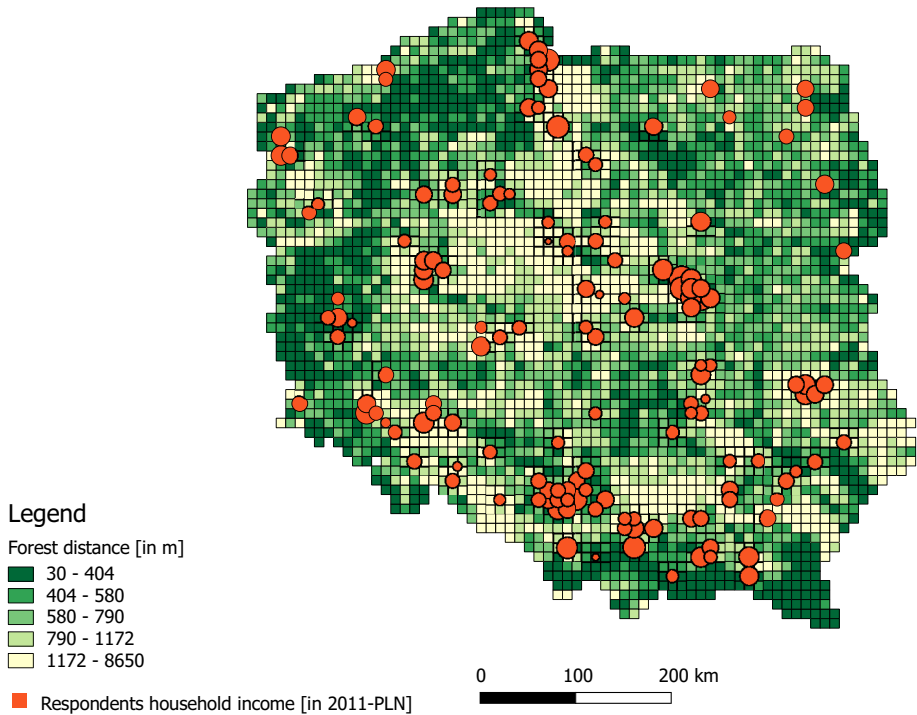 Legend
Forest distance [in m]
30 - 404
404 - 580
580 - 790
790 - 1172
1172 - 8650
Respondents household income [in 2011-PLN]
0 100 200 km